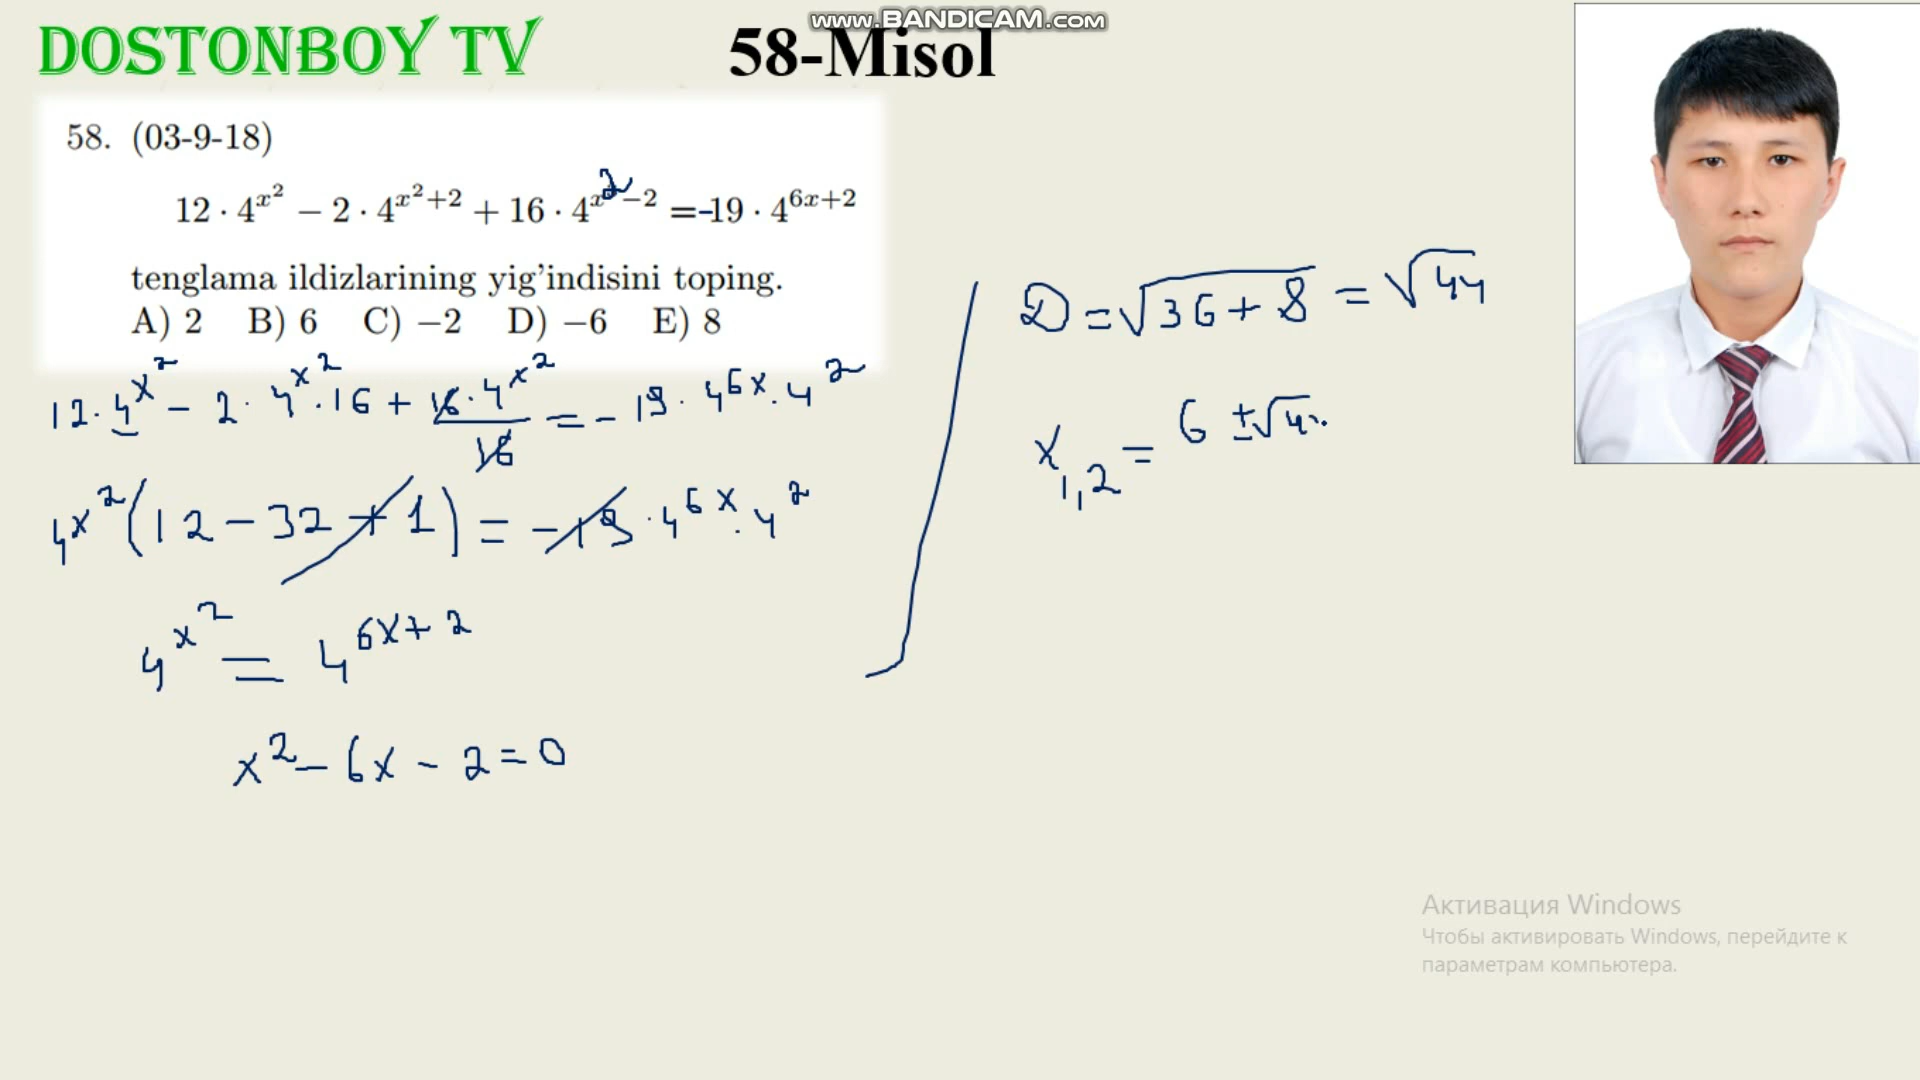 www.BANDICAM.com
DOSTONBOY TV
58-Misol
58. (03-9-18)
12 · 4^{x^2} − 2 · 4^{x^2+2} + 16 · 4^{x^2−2} = -19 · 4^{6x+2}
tenglama ildizlarining yig'indisini toping.
A) 2 B) 6 C) −2 D) −6 E) 8
12 · 4^{x^2} − 2 · 4^{x^2} · 16 + 16 · 4^{x^2} / 16 = − 19 · 4^{6x} · 4^2
4^{x^2} (12 − 32 + 1) = −19 · 4^{6x} · 4^2
4^{x^2} = 4^{6x+2}
x^2 − 6x − 2 = 0
D = √36 + 8 = √44
x_{1,2} = 6 ± √4
Активация Windows
Чтобы активировать Windows, перейдите к
параметрам компьютера.